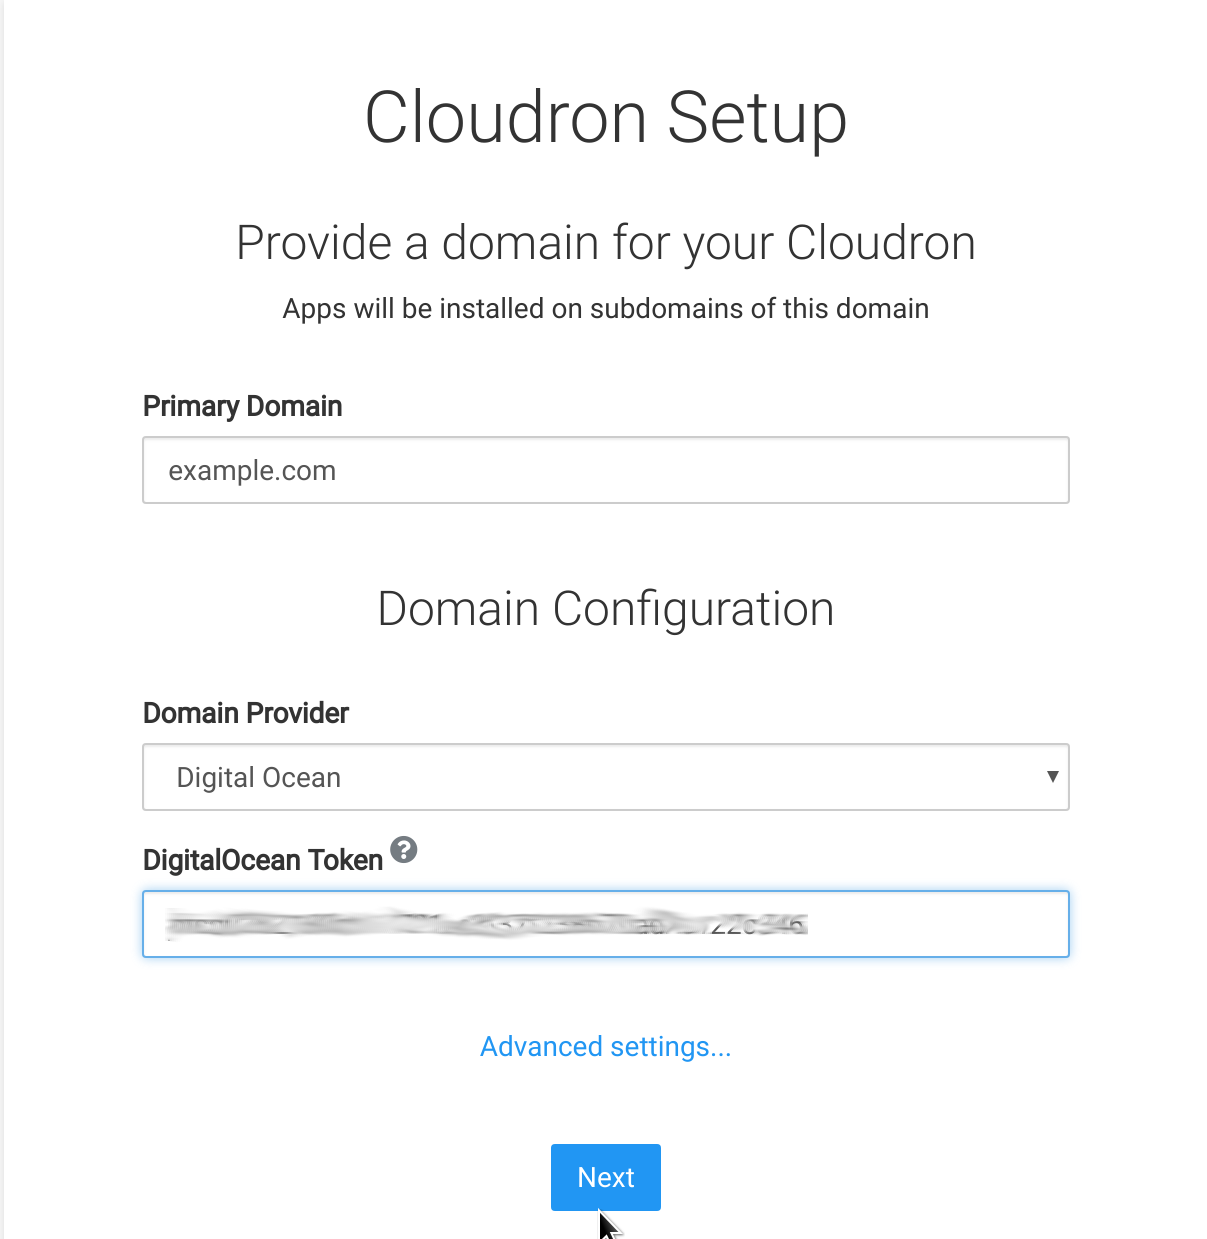 Cloudron Setup
Provide a domain for your Cloudron
Apps will be installed on subdomains of this domain
Primary Domain
example.com
Domain Configuration
Domain Provider
Digital Ocean
DigitalOcean Token ?
Advanced settings...
Next